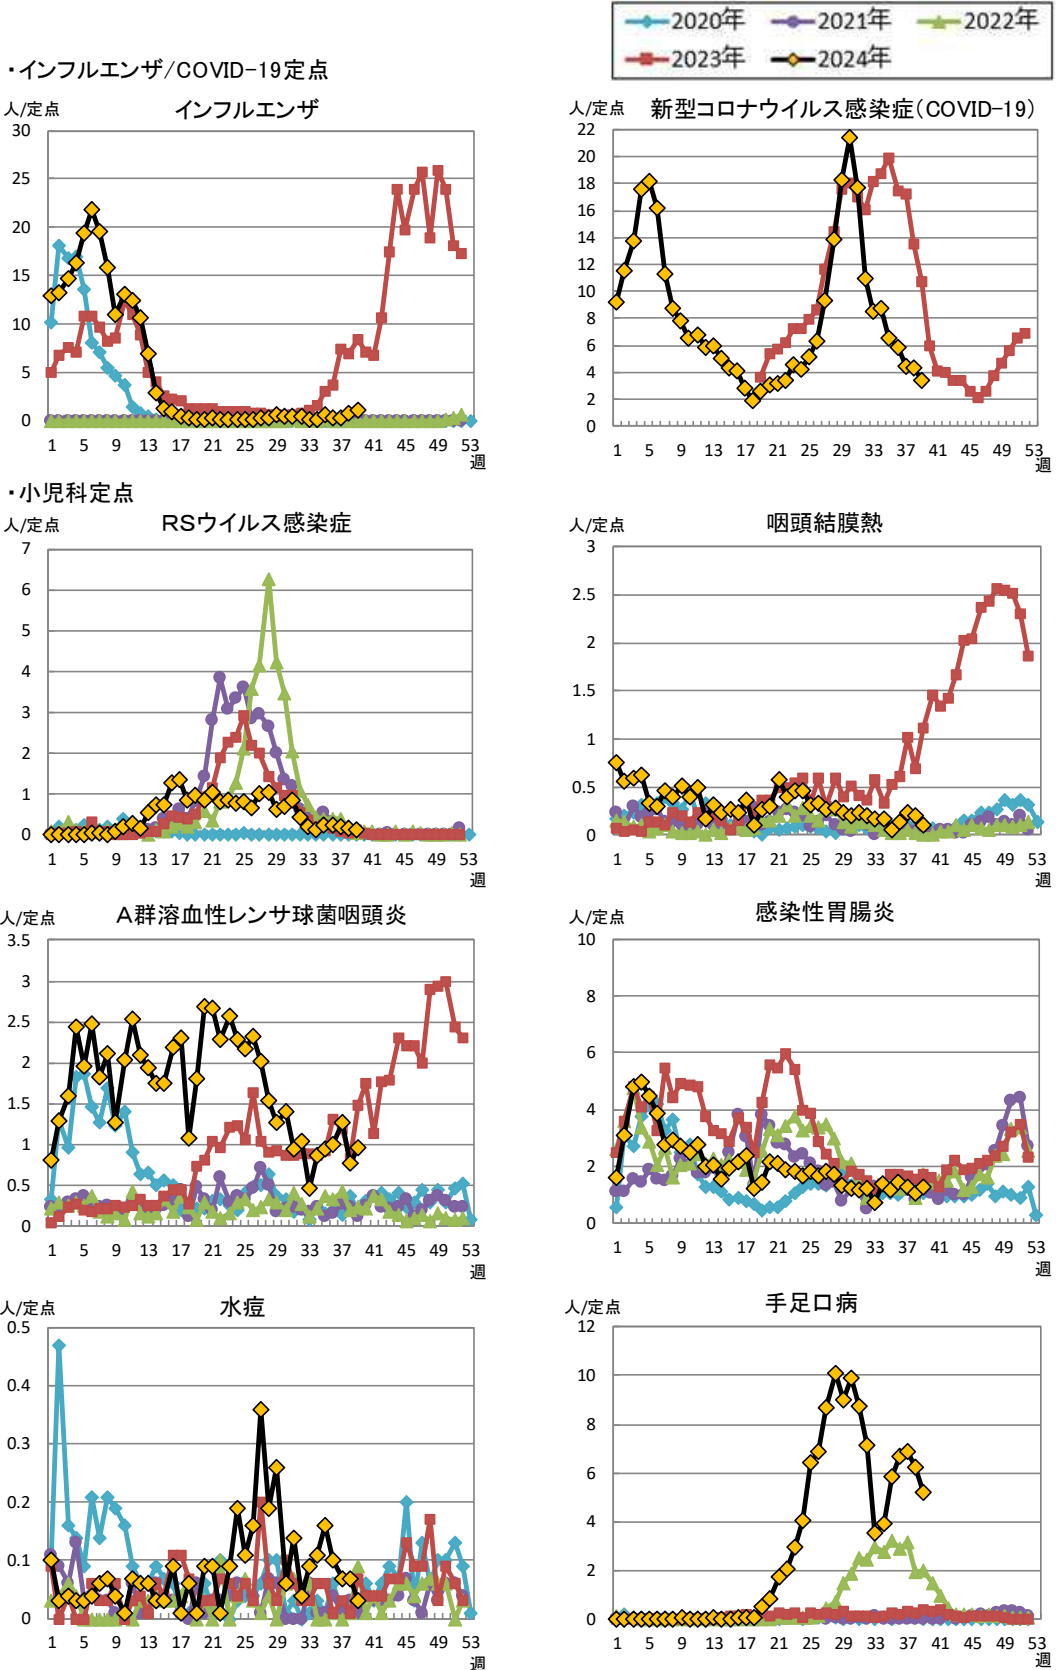 2020年 2021年 2022年
2023年 2024年
・インフルエンザ/COVID-19定点
人/定点 インフルエンザ
30
25
20
15
10
5
0
1 5 9 13 17 21 25 29 33 37 41 45 49 53
週
人/定点 新型コロナウイルス感染症(COVID-19)
22
20
18
16
14
12
10
8
6
4
2
0
1 5 9 13 17 21 25 29 33 37 41 45 49 53
週
・小児科定点
人/定点 RSウイルス感染症
7
6
5
4
3
2
1
0
1 5 9 13 17 21 25 29 33 37 41 45 49 53
週
人/定点 咽頭結膜熱
3
2.5
2
1.5
1
0.5
0
1 5 9 13 17 21 25 29 33 37 41 45 49 53
週
人/定点 A群溶血性レンサ球菌咽頭炎
3.5
3
2.5
2
1.5
1
0.5
0
1 5 9 13 17 21 25 29 33 37 41 45 49 53
週
人/定点 感染性胃腸炎
10
8
6
4
2
0
1 5 9 13 17 21 25 29 33 37 41 45 49 53
週
人/定点 水痘
0.5
0.4
0.3
0.2
0.1
0
1 5 9 13 17 21 25 29 33 37 41 45 49 53
週
人/定点 手足口病
12
10
8
6
4
2
0
1 5 9 13 17 21 25 29 33 37 41 45 49 53
週